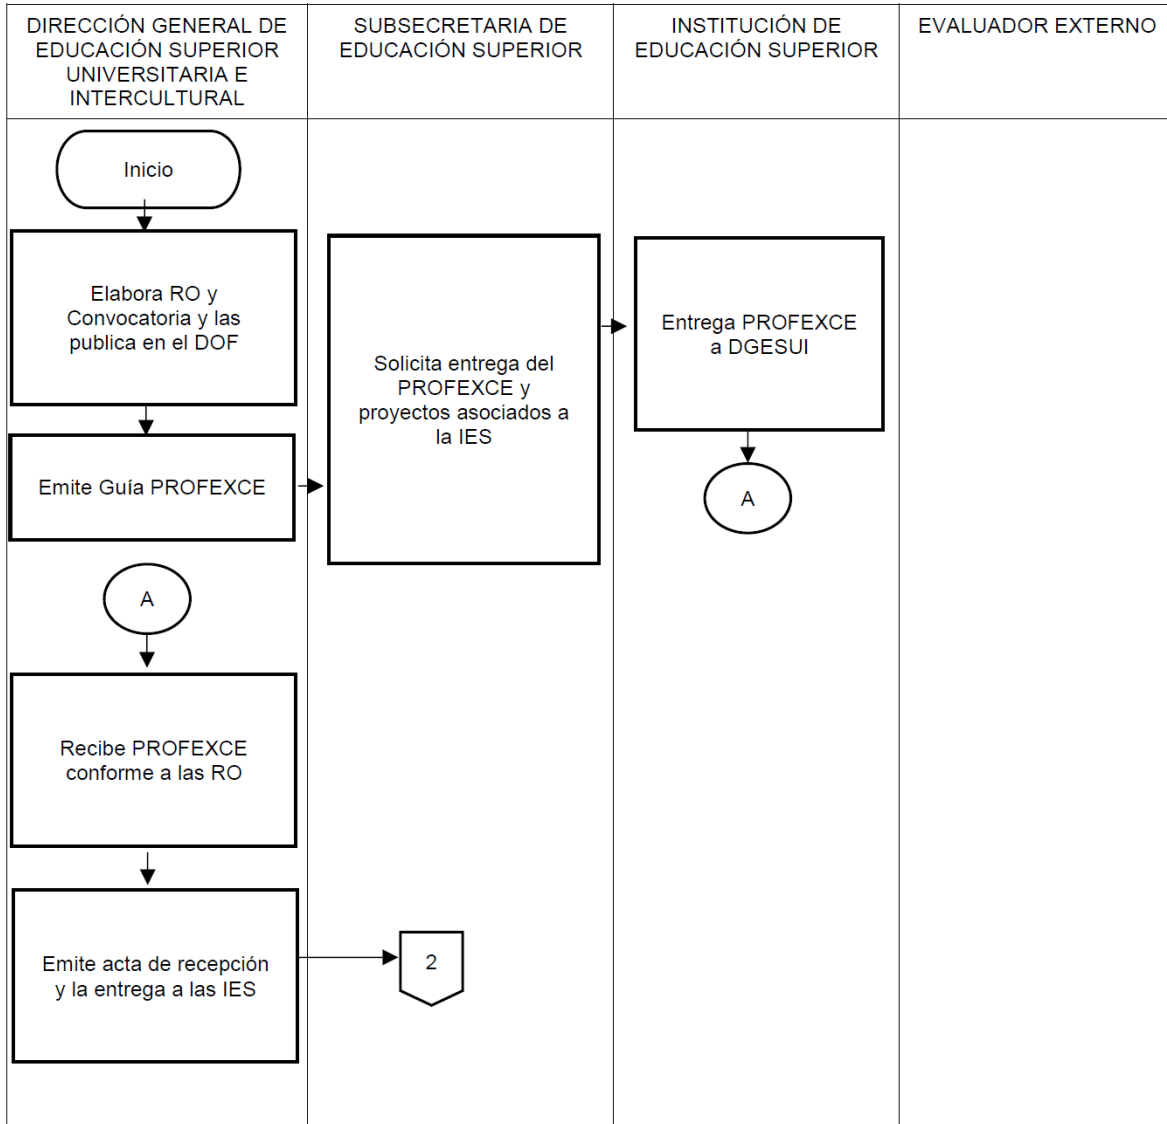 DIRECCIÓN GENERAL DE
EDUCACIÓN SUPERIOR
UNIVERSITARIA E
INTERCULTURAL
SUBSECRETARIA DE
EDUCACIÓN SUPERIOR
INSTITUCIÓN DE
EDUCACIÓN SUPERIOR
EVALUADOR EXTERNO
Inicio
Elabora RO y
Convocatoria y las
publica en el DOF
Emite Guía PROFEXCE
Solicita entrega del
PROFEXCE y
proyectos asociados a
la IES
Entrega PROFEXCE
a DGESUI
A
A
Recibe PROFEXCE
conforme a las RO
Emite acta de recepción
y la entrega a las IES
2